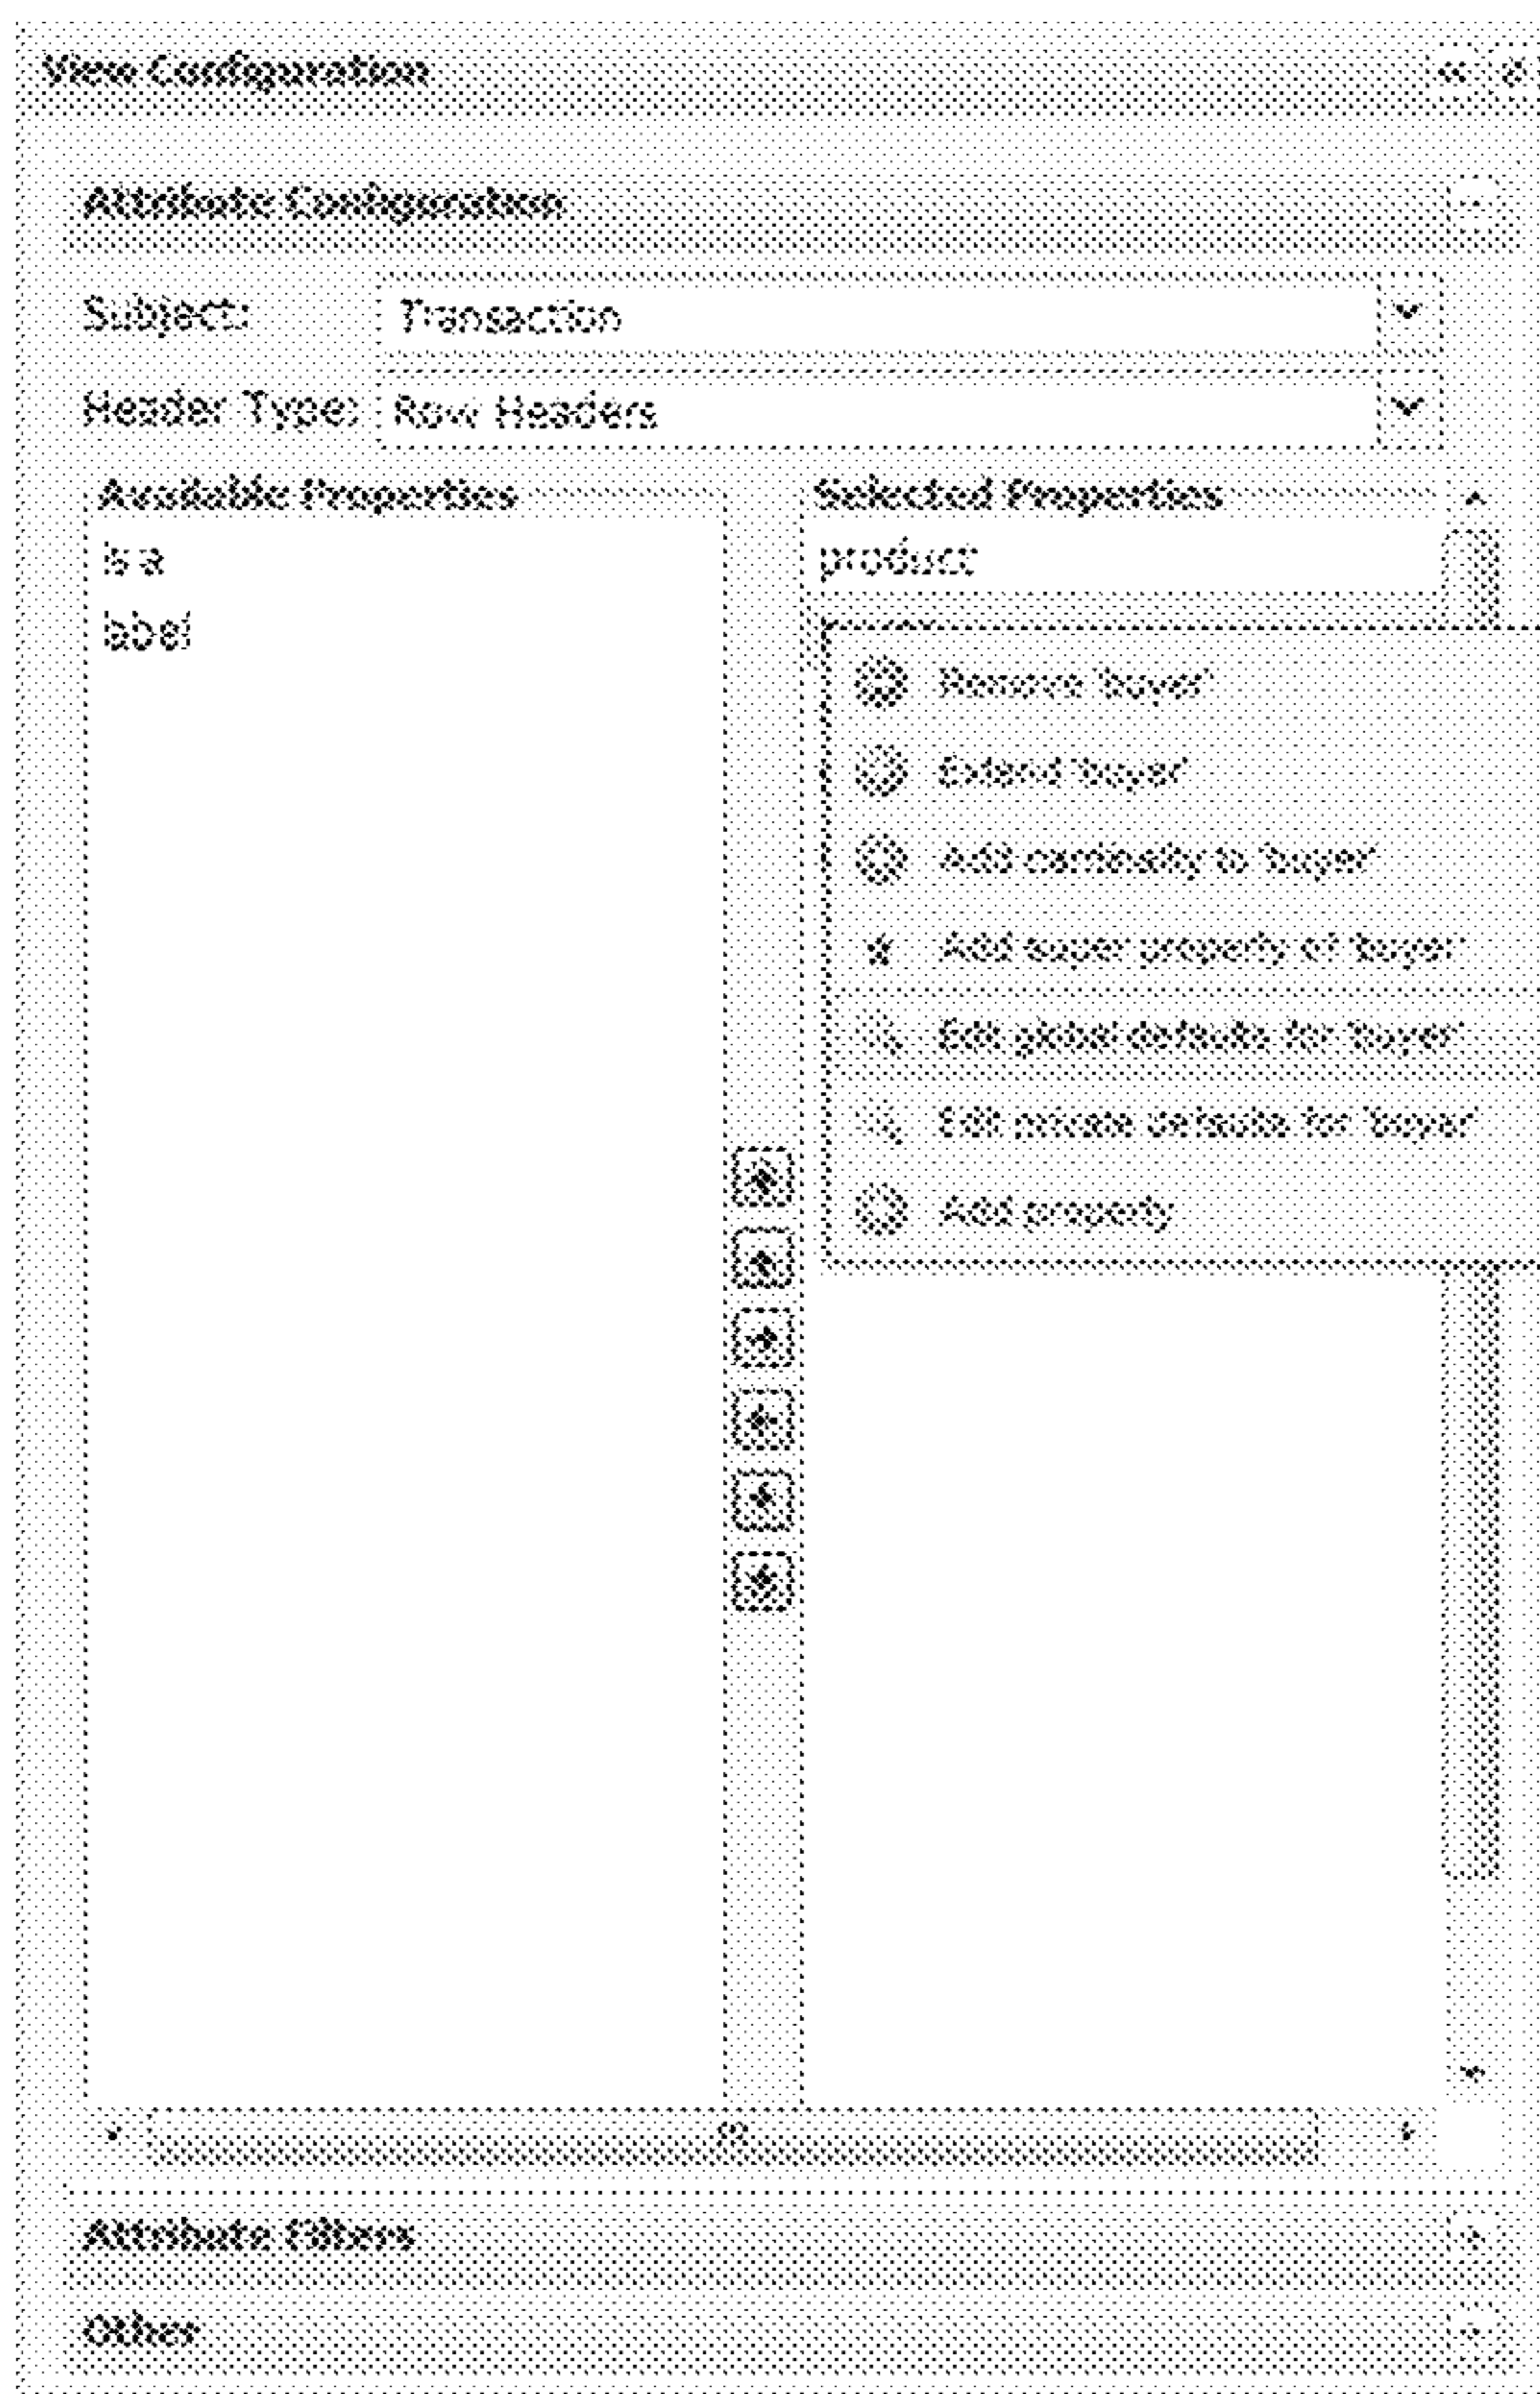 View Configuration
Attribute Configuration
Subject: Transaction
Header Type: Row Headers
Available Properties
is a
label
Selected Properties
product
Remove 'buyer'
Extend 'buyer'
Add cardinality to 'buyer'
Add super property of 'buyer'
Edit global defaults for 'buyer'
Edit private defaults for 'buyer'
Add property
Attribute Filters
Other